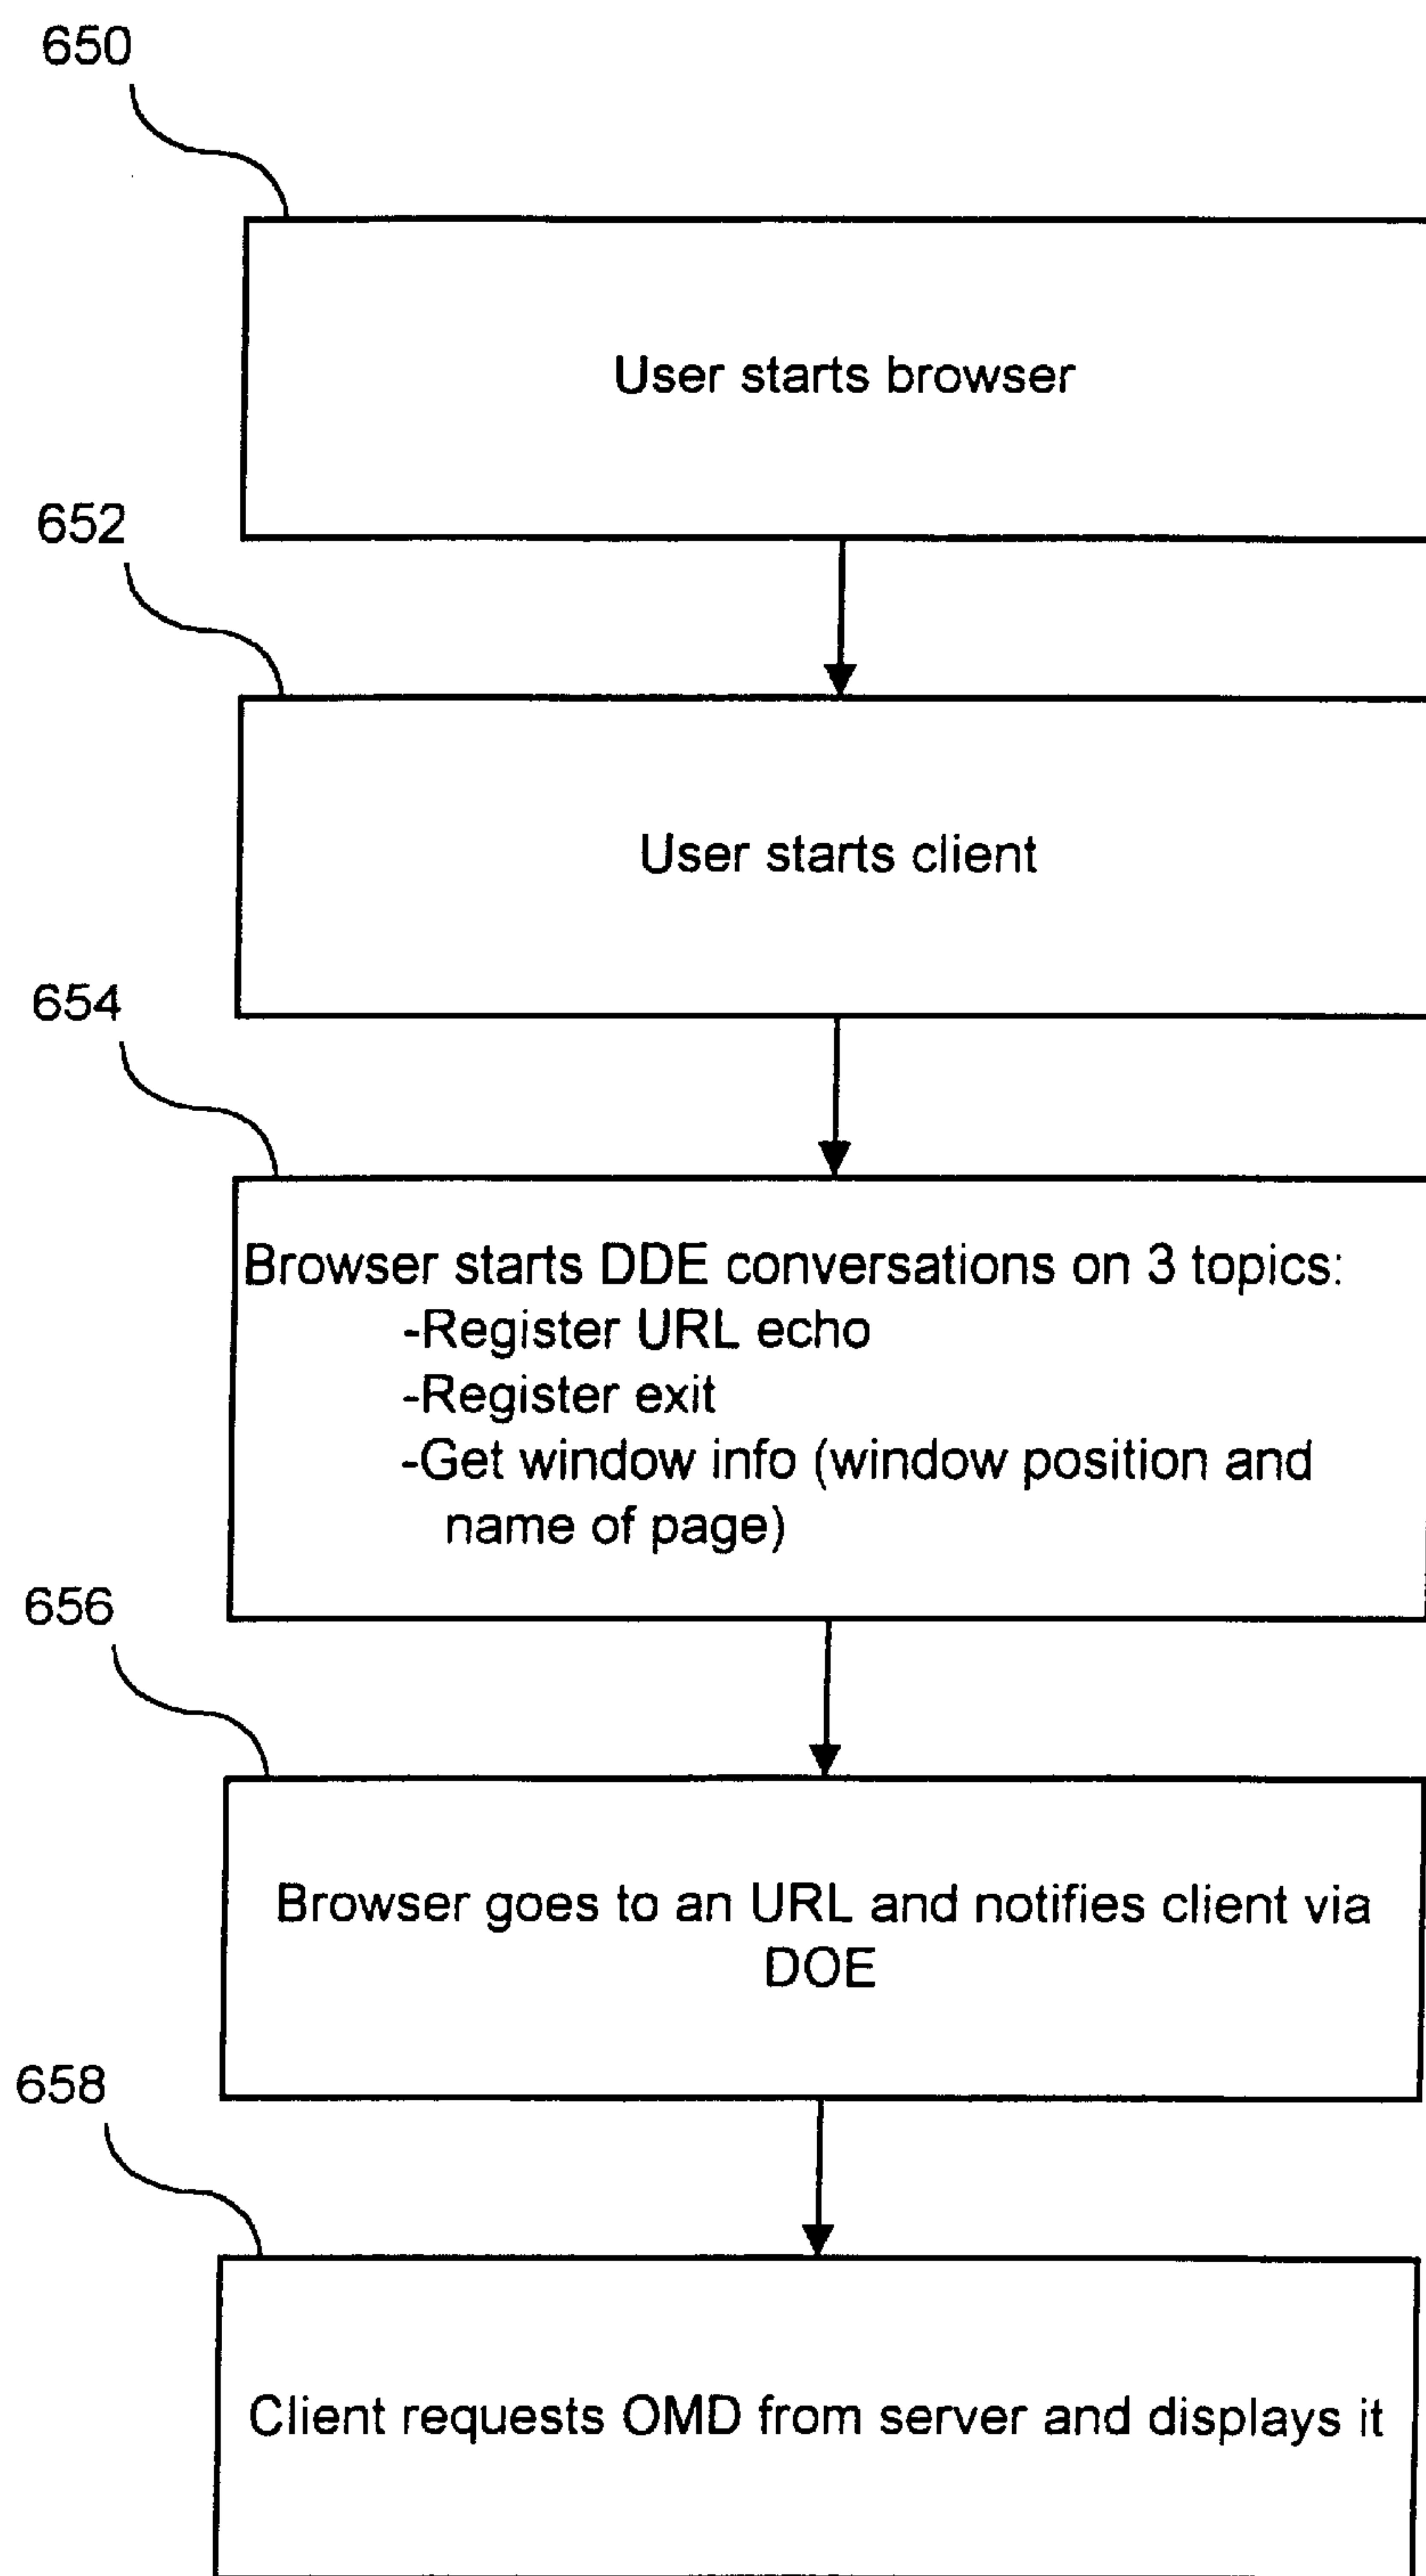 650
User starts browser
652
User starts client
654
Browser starts DDE conversations on 3 topics:
-Register URL echo
-Register exit
-Get window info (window position and
name of page)
656
Browser goes to an URL and notifies client via
DOE
658
Client requests OMD from server and displays it